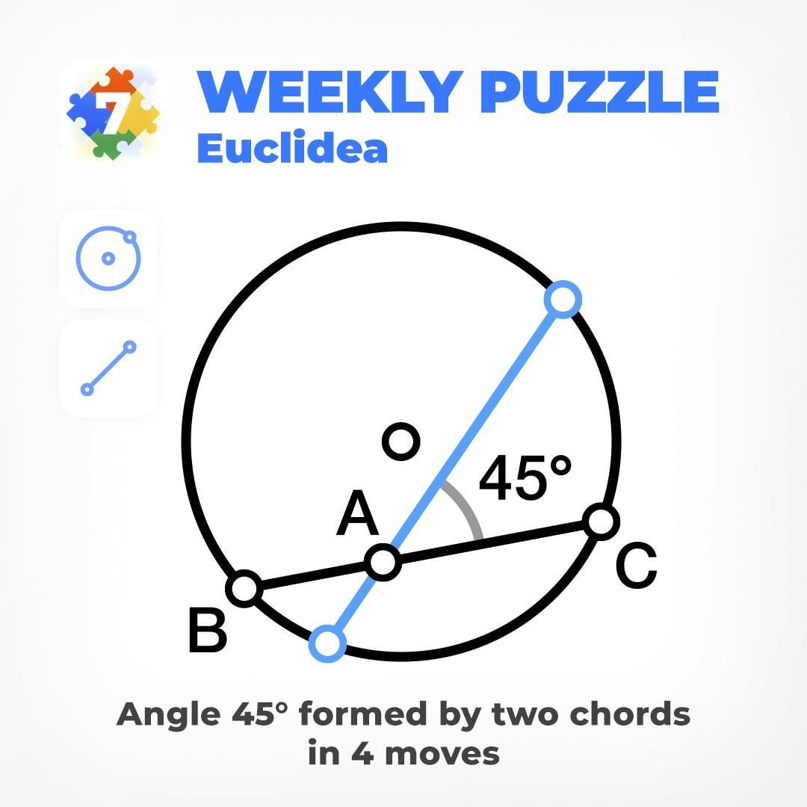 7
WEEKLY PUZZLE
Euclidea
45°
A
C
B
Angle 45° formed by two chords
in 4 moves